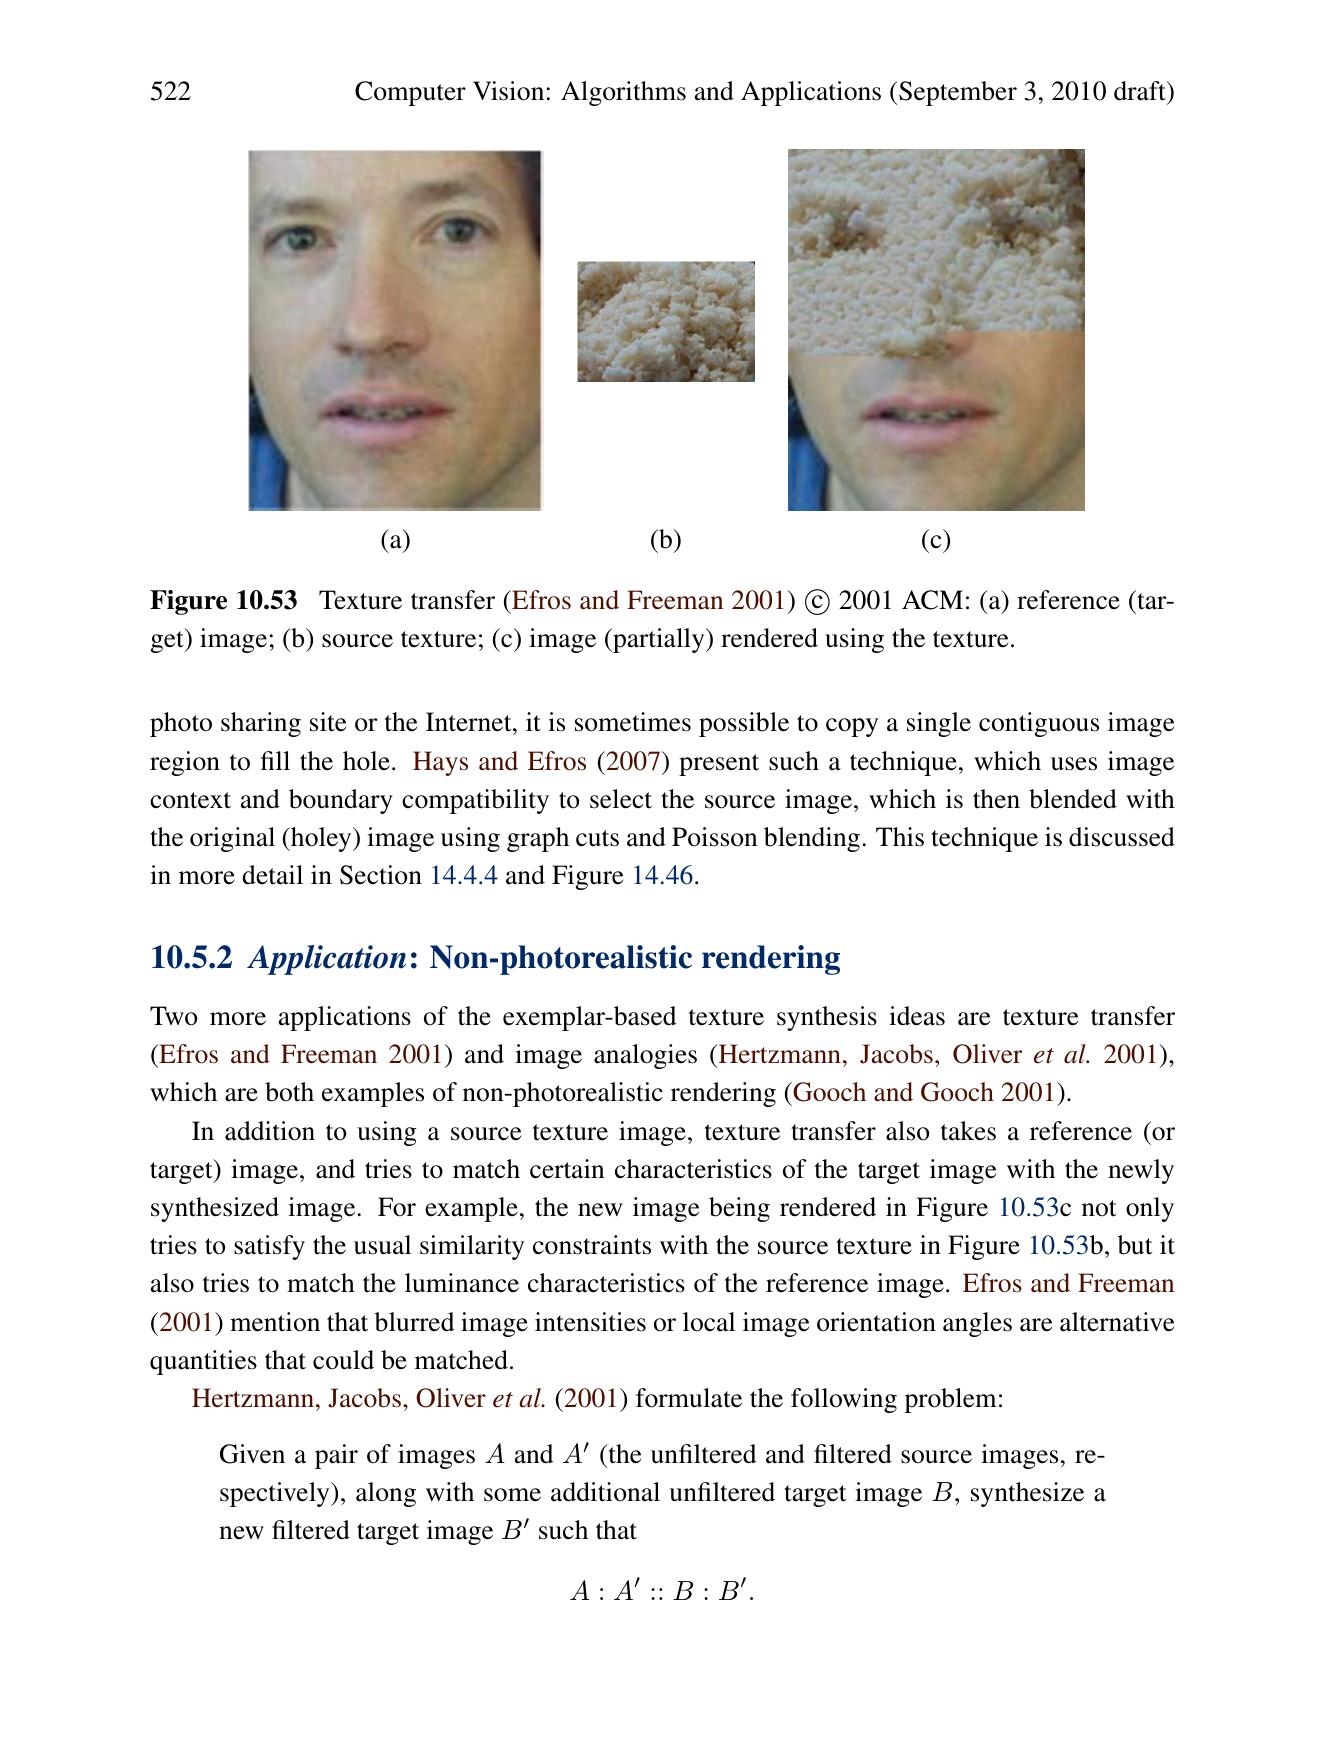 522 Computer Vision: Algorithms and Applications (September 3, 2010 draft)
(a) (b) (c)
Figure 10.53 Texture transfer (Efros and Freeman 2001) © 2001 ACM: (a) reference (tar-
get) image; (b) source texture; (c) image (partially) rendered using the texture.
photo sharing site or the Internet, it is sometimes possible to copy a single contiguous image
region to fill the hole. Hays and Efros (2007) present such a technique, which uses image
context and boundary compatibility to select the source image, which is then blended with
the original (holey) image using graph cuts and Poisson blending. This technique is discussed
in more detail in Section 14.4.4 and Figure 14.46.
10.5.2 Application: Non-photorealistic rendering
Two more applications of the exemplar-based texture synthesis ideas are texture transfer
(Efros and Freeman 2001) and image analogies (Hertzmann, Jacobs, Oliver et al. 2001),
which are both examples of non-photorealistic rendering (Gooch and Gooch 2001).
In addition to using a source texture image, texture transfer also takes a reference (or
target) image, and tries to match certain characteristics of the target image with the newly
synthesized image. For example, the new image being rendered in Figure 10.53c not only
tries to satisfy the usual similarity constraints with the source texture in Figure 10.53b, but it
also tries to match the luminance characteristics of the reference image. Efros and Freeman
(2001) mention that blurred image intensities or local image orientation angles are alternative
quantities that could be matched.
Hertzmann, Jacobs, Oliver et al. (2001) formulate the following problem:
Given a pair of images A and A′ (the unfiltered and filtered source images, re-
spectively), along with some additional unfiltered target image B, synthesize a
new filtered target image B′ such that
A : A′ :: B : B′.